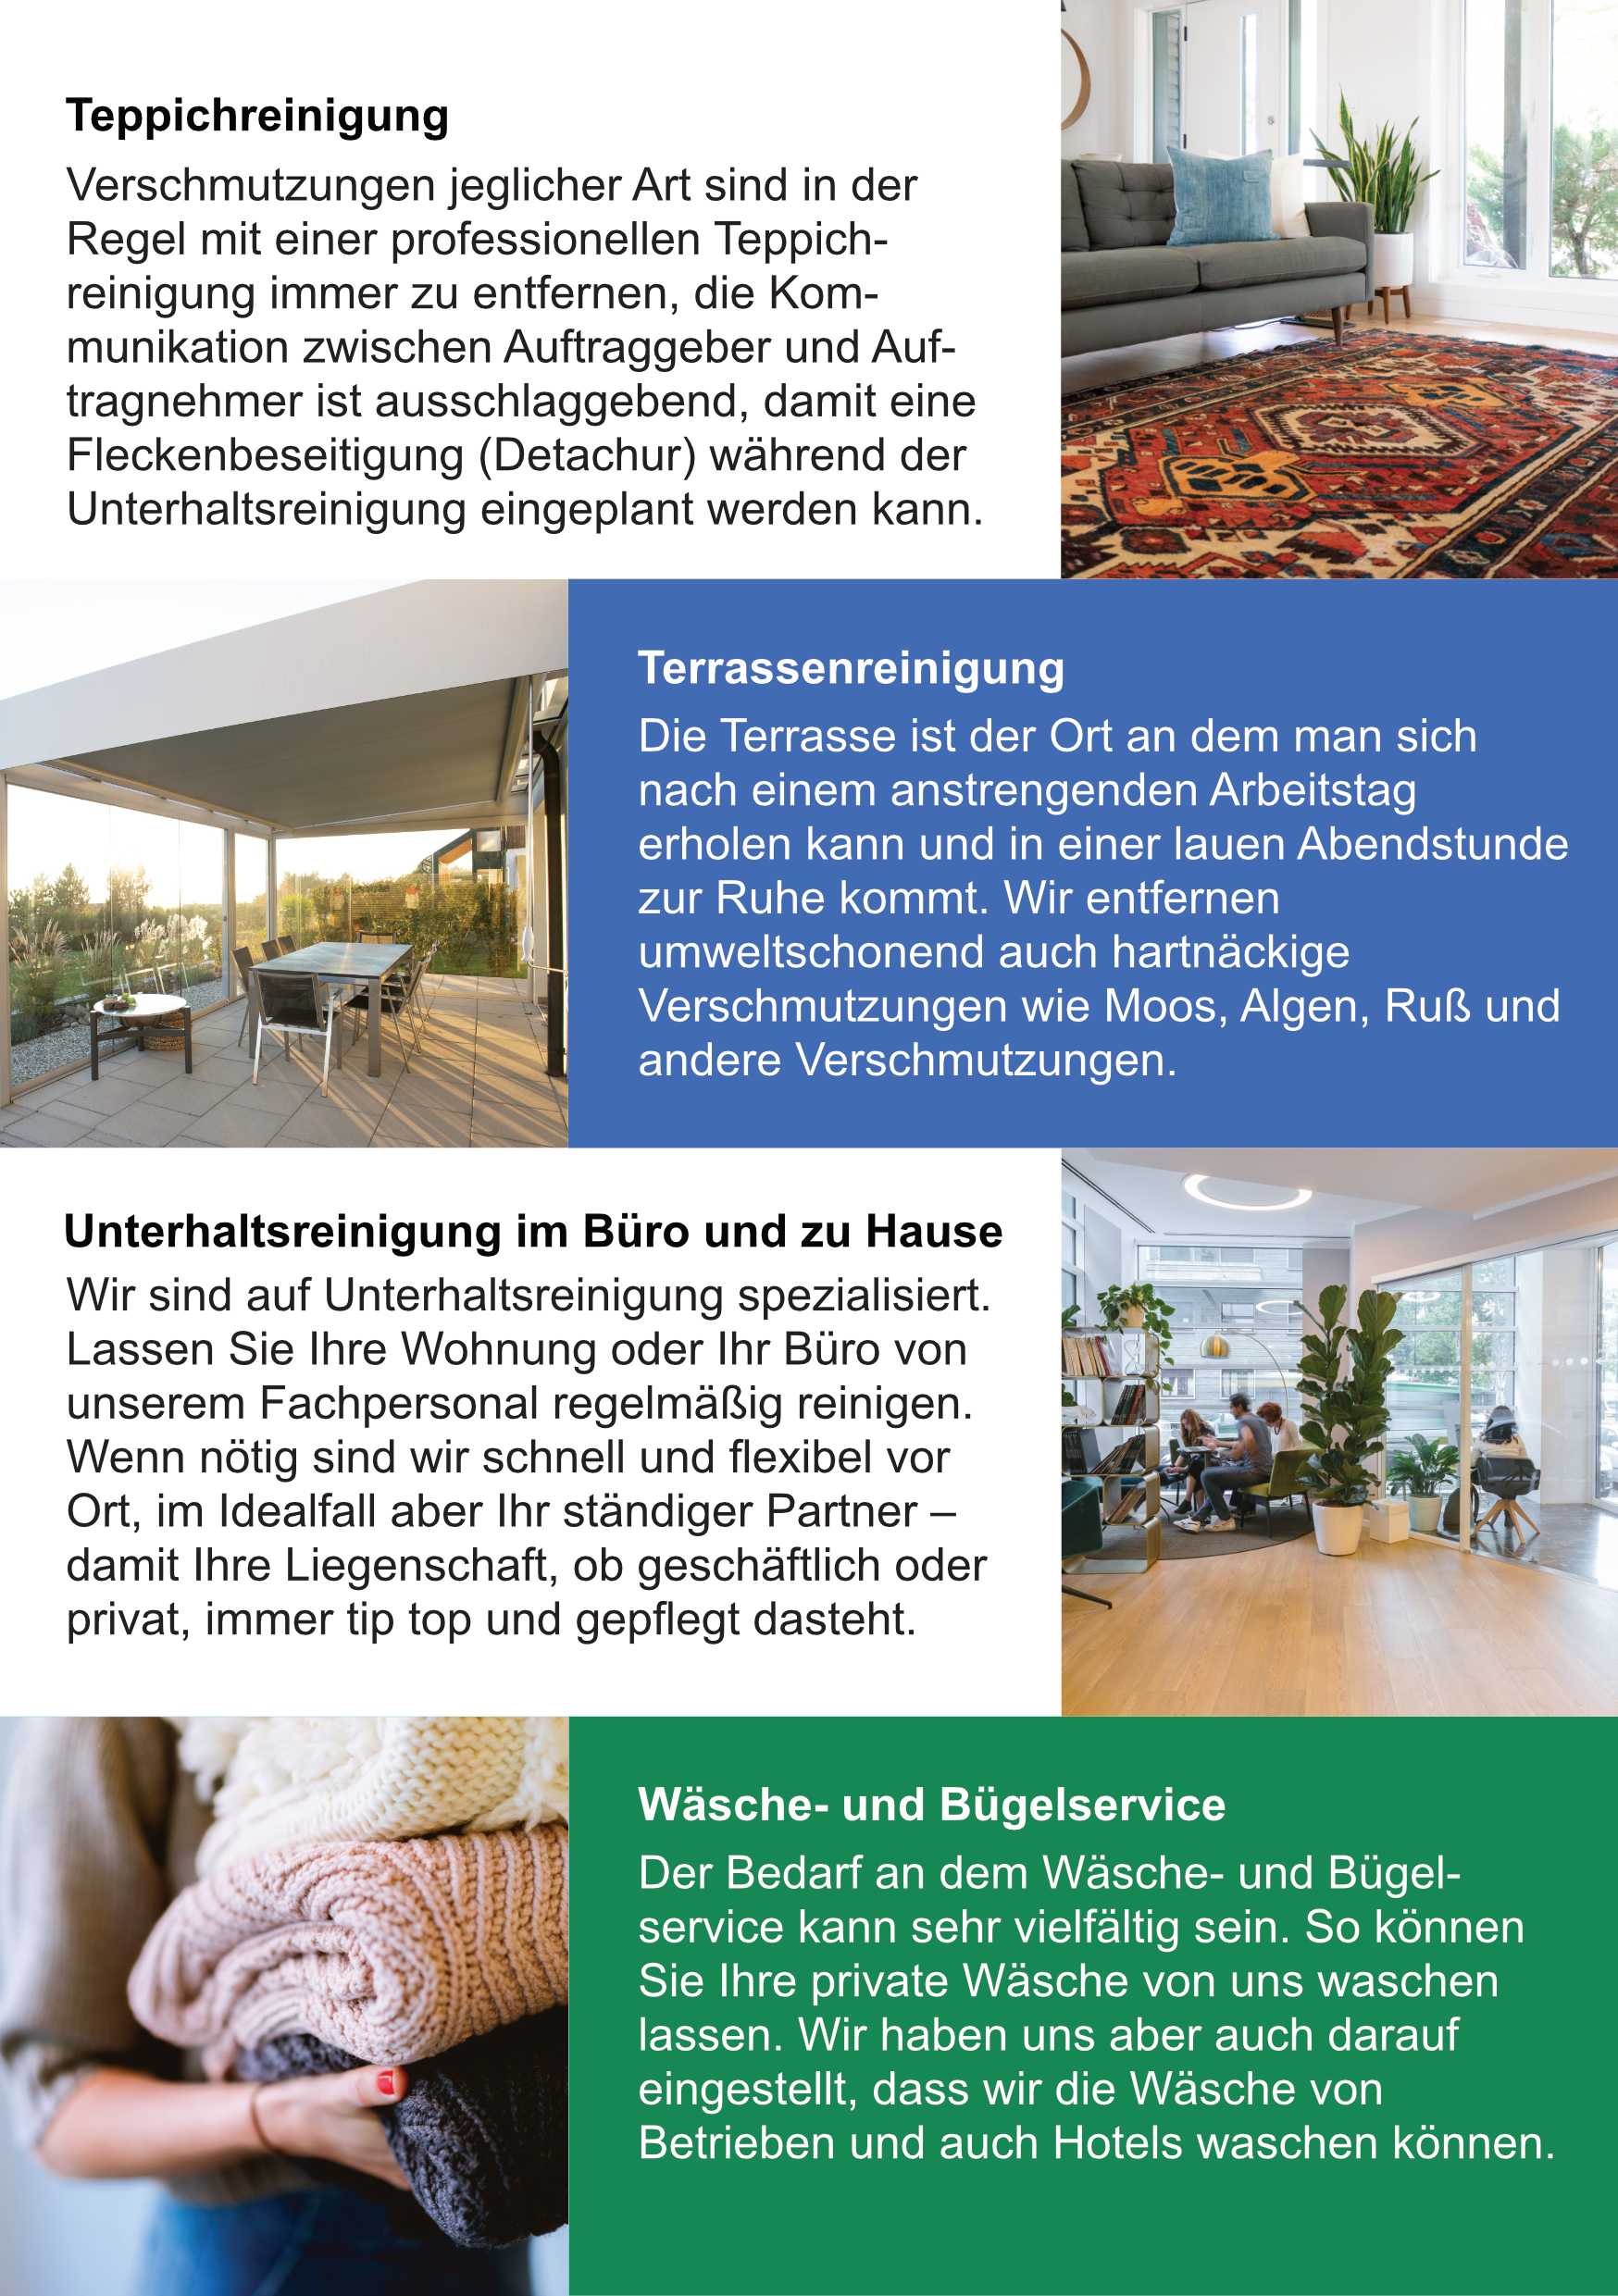 Teppichreinigung
Verschmutzungen jeglicher Art sind in der
Regel mit einer professionellen Teppich-
reinigung immer zu entfernen, die Kom-
munikation zwischen Auftraggeber und Auf-
tragnehmer ist ausschlaggebend, damit eine
Fleckenbeseitigung (Detachur) während der
Unterhaltsreinigung eingeplant werden kann.
Terrassenreinigung
Die Terrasse ist der Ort an dem man sich
nach einem anstrengenden Arbeitstag
erholen kann und in einer lauen Abendstunde
zur Ruhe kommt. Wir entfernen
umweltschonend auch hartnäckige
Verschmutzungen wie Moos, Algen, Ruß und
andere Verschmutzungen.
Unterhaltsreinigung im Büro und zu Hause
Wir sind auf Unterhaltsreinigung spezialisiert.
Lassen Sie Ihre Wohnung oder Ihr Büro von
unserem Fachpersonal regelmäßig reinigen.
Wenn nötig sind wir schnell und flexibel vor
Ort, im Idealfall aber Ihr ständiger Partner –
damit Ihre Liegenschaft, ob geschäftlich oder
privat, immer tip top und gepflegt dasteht.
Wäsche- und Bügelservice
Der Bedarf an dem Wäsche- und Bügel-
service kann sehr vielfältig sein. So können
Sie Ihre private Wäsche von uns waschen
lassen. Wir haben uns aber auch darauf
eingestellt, dass wir die Wäsche von
Betrieben und auch Hotels waschen können.